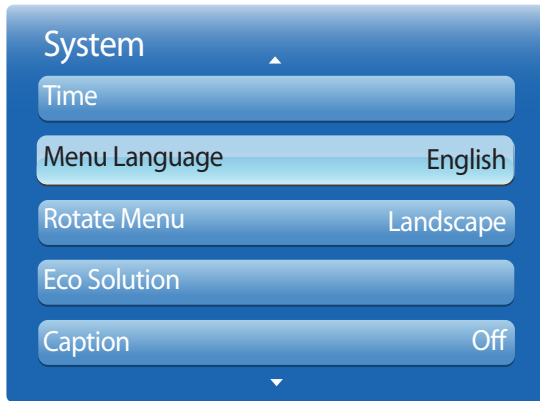 System
Time
Menu Language English
Rotate Menu Landscape
Eco Solution
Caption Off